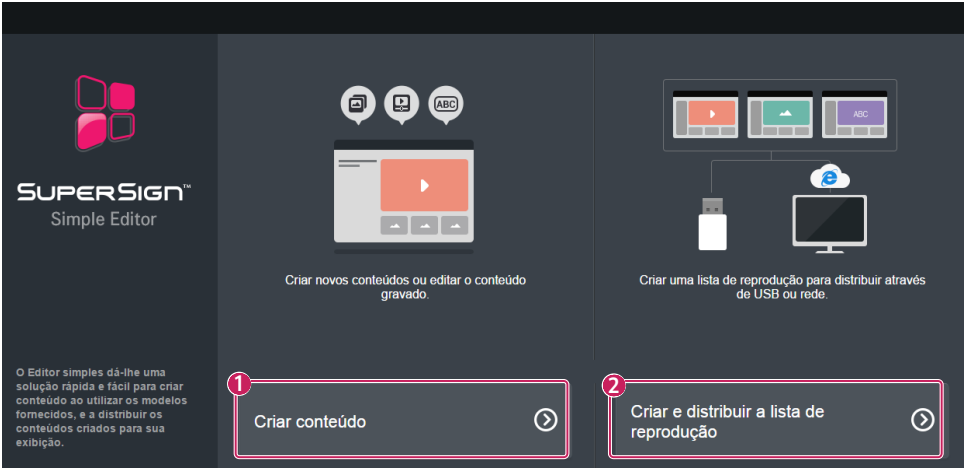 SUPERSIGN™
Simple Editor
O Editor simples dá-lhe uma
solução rápida e fácil para criar
conteúdo ao utilizar os modelos
fornecidos, e a distribuir os
conteúdos criados para sua
exibição.
ABC
Criar novos conteúdos ou editar o conteúdo
gravado.
1
Criar conteúdo
ABC
Criar uma lista de reprodução para distribuir através
de USB ou rede.
2
Criar e distribuir a lista de
reprodução